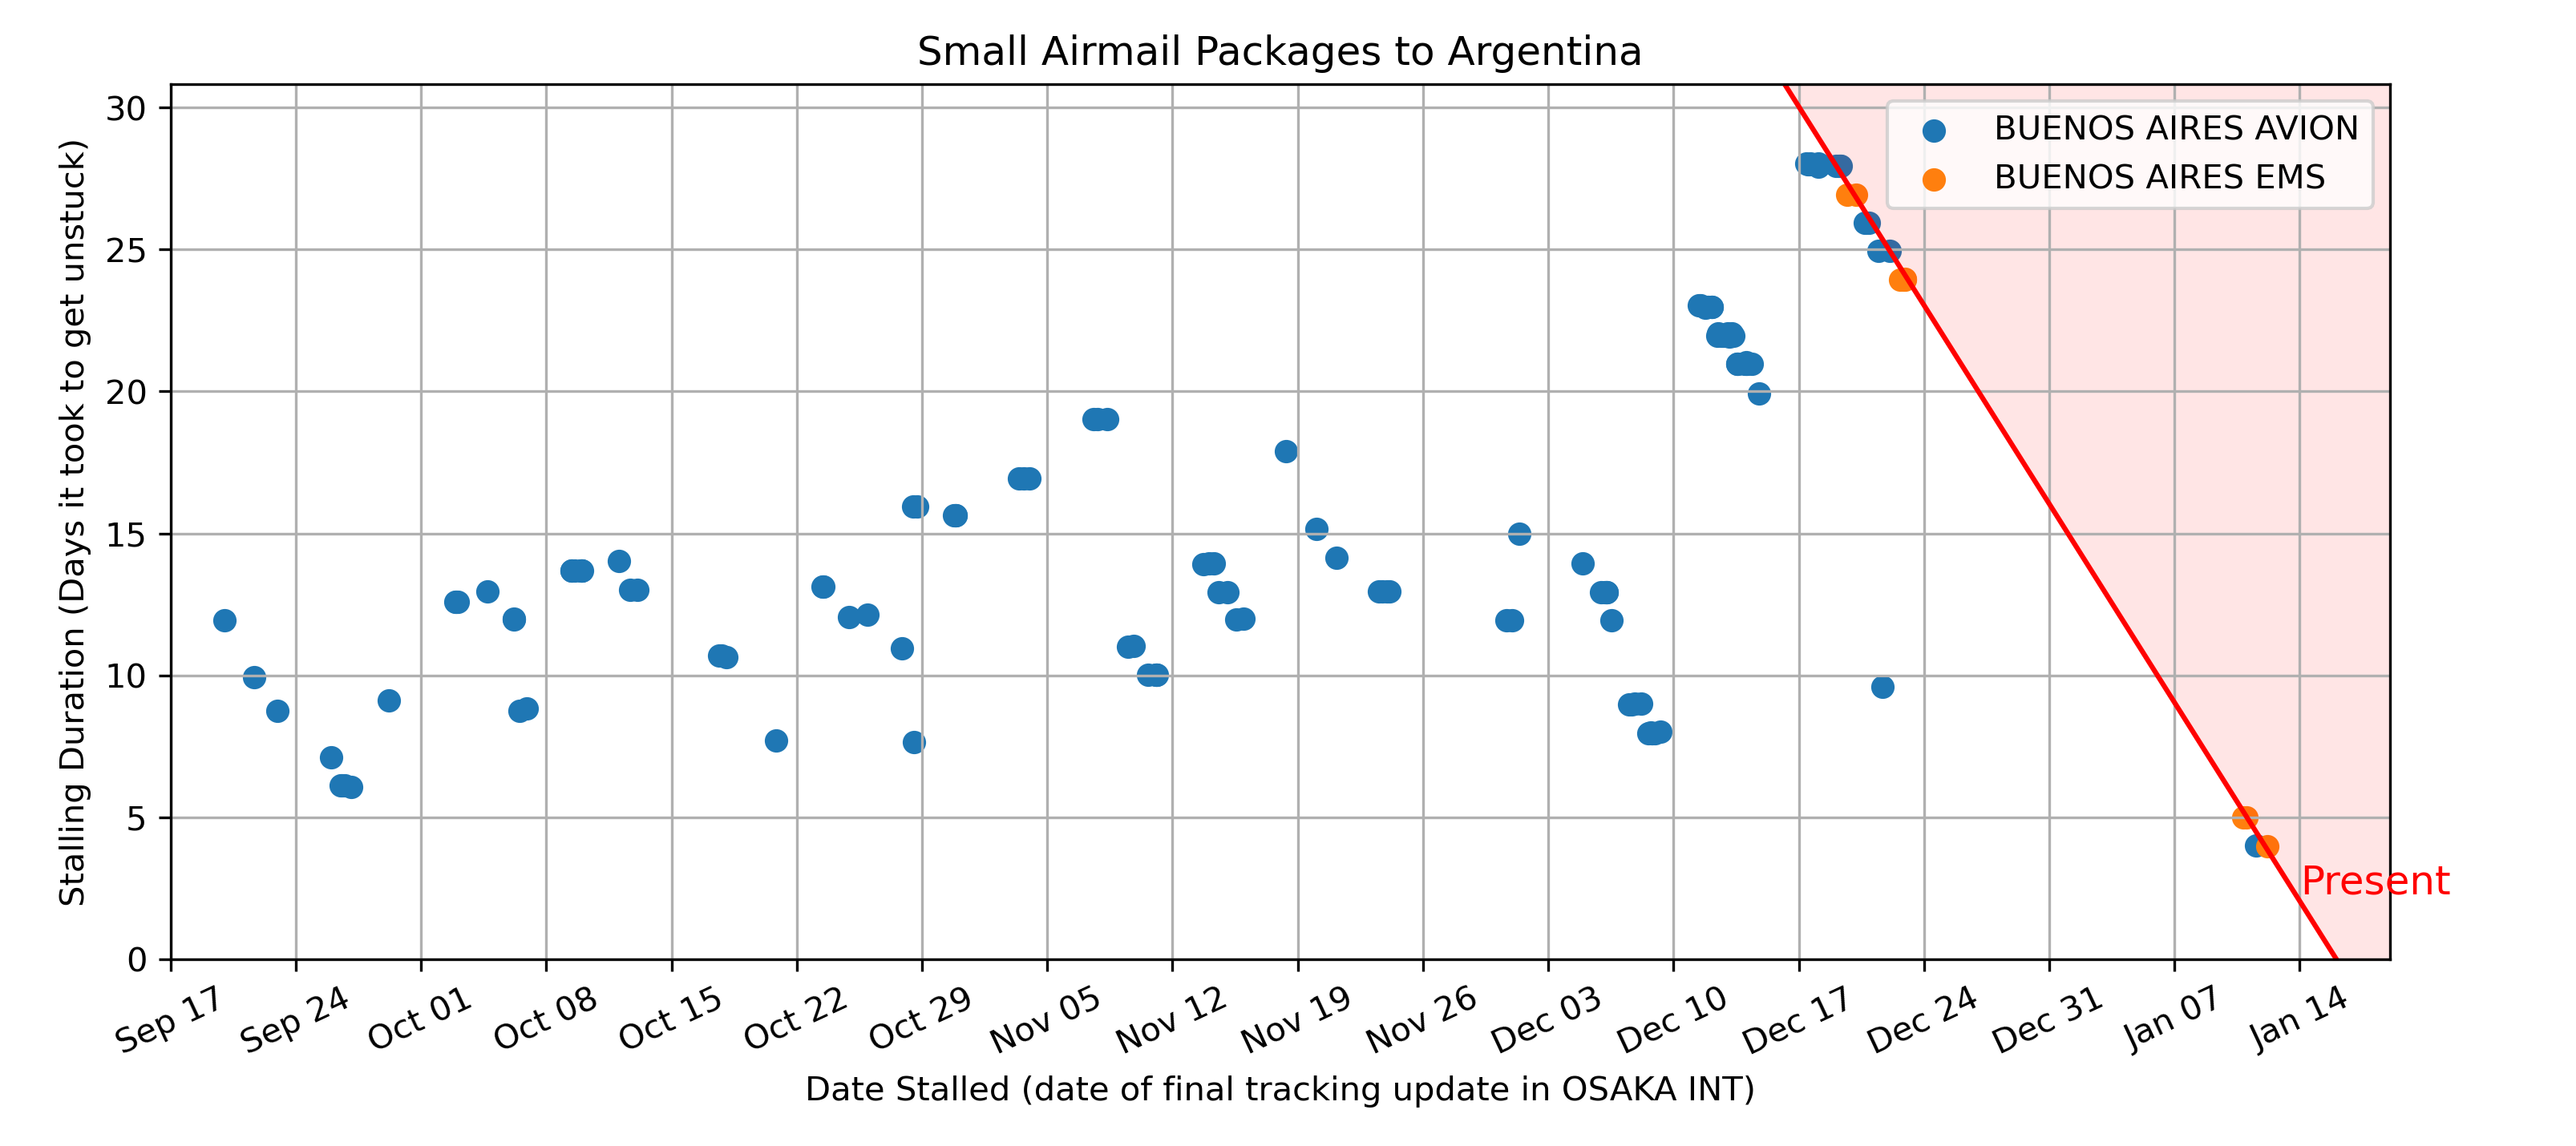 Small Airmail Packages to Argentina
Stalling Duration (Days it took to get unstuck)
30
25
20
15
10
5
0
BUENOS AIRES AVION
BUENOS AIRES EMS
Present
Sep 17
Sep 24
Oct 01
Oct 08
Oct 15
Oct 22
Oct 29
Nov 05
Nov 12
Nov 19
Nov 26
Dec 03
Dec 10
Dec 17
Dec 24
Dec 31
Jan 07
Jan 14
Date Stalled (date of final tracking update in OSAKA INT)